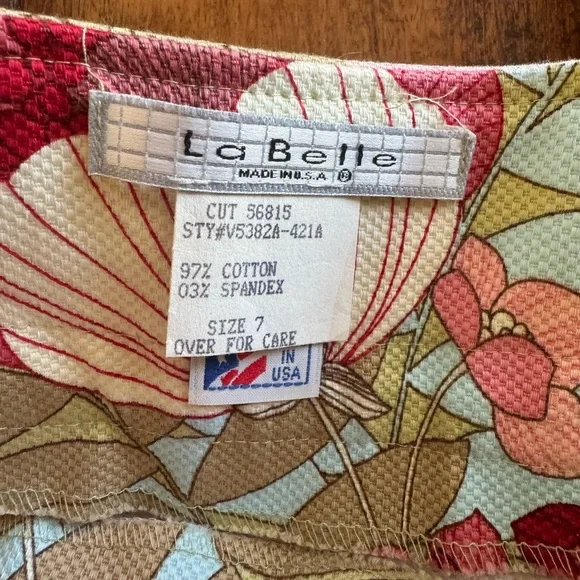 La Belle
MADE IN U.S.A ®
CUT 56815
STY#V5382A-421A
97% COTTON
03% SPANDEX
SIZE 7
OVER FOR CARE
IN
USA